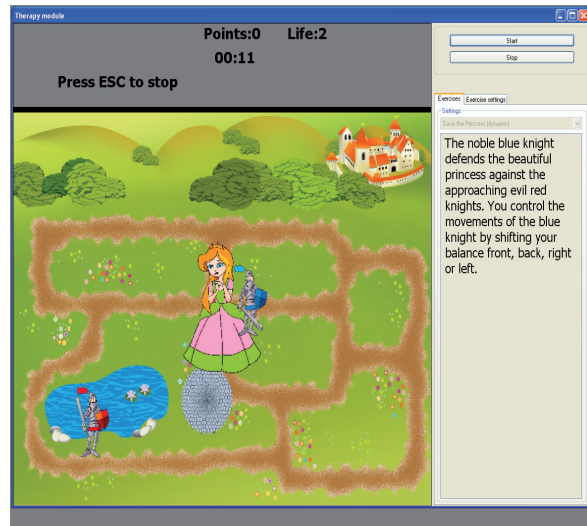 Therapy module
Points:0 Life:2
00:11
Press ESC to stop
Start
Stop
Exercises Exercise settings
Settings
Save the Princess (dynamic)
The noble blue knight
defends the beautiful
princess against the
approaching evil red
knights. You control the
movements of the blue
knight by shifting your
balance front, back, right
or left.